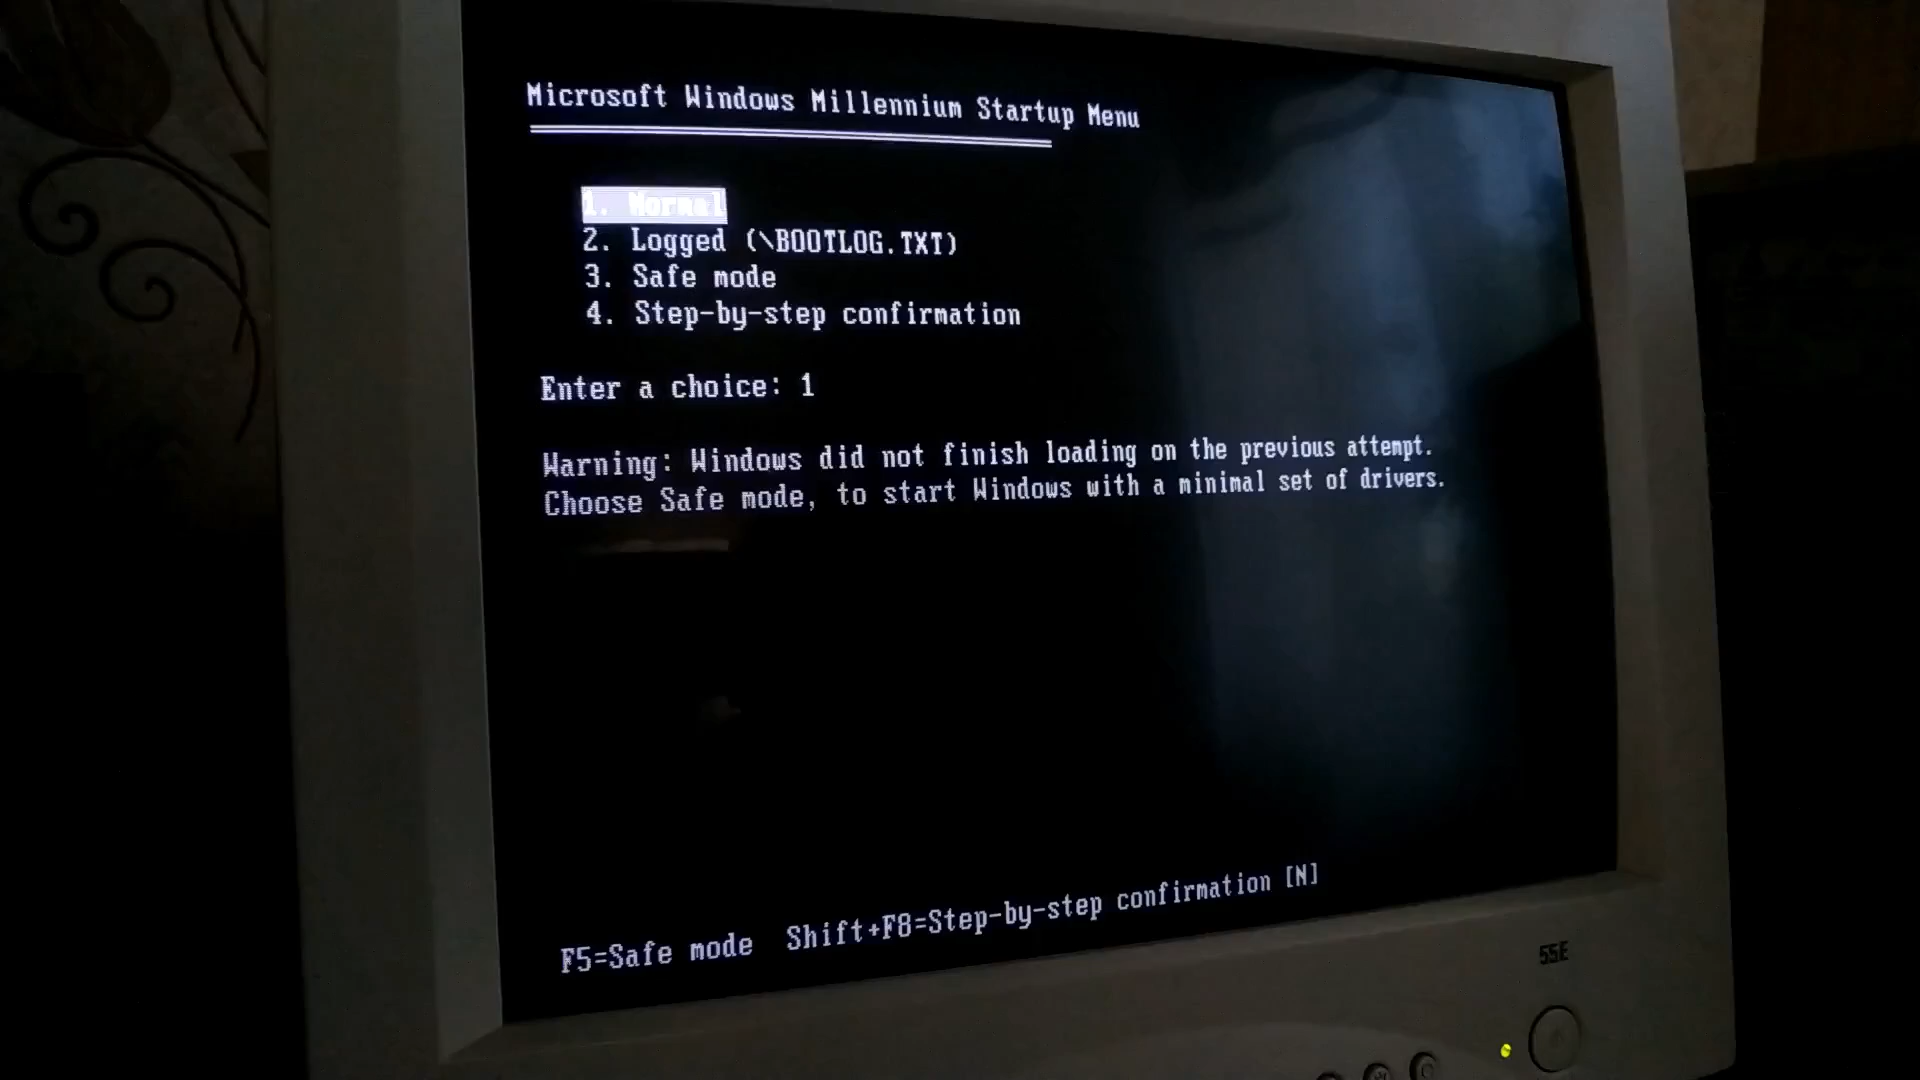 Microsoft Windows Millennium Startup Menu
1. Normal
2. Logged (\BOOTLOG.TXT)
3. Safe mode
4. Step-by-step confirmation
Enter a choice: 1
Warning: Windows did not finish loading on the previous attempt.
Choose Safe mode, to start Windows with a minimal set of drivers.
F5=Safe mode Shift+F8=Step-by-step confirmation [N]
55E